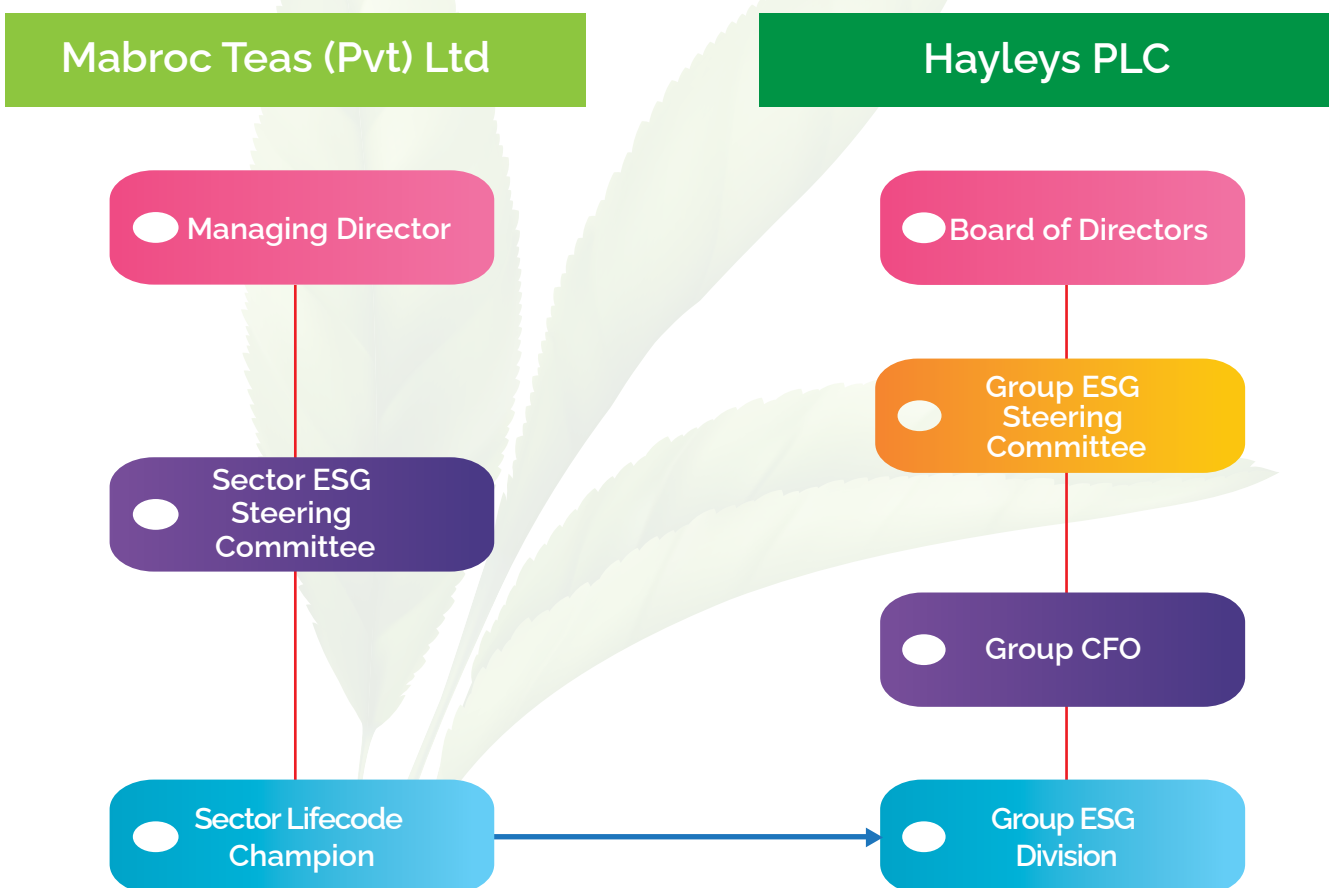 Mabroc Teas (Pvt) Ltd
Hayleys PLC
Managing Director
Sector ESG
Steering
Committee
Sector Lifecode
Champion
Board of Directors
Group ESG
Steering
Committee
Group CFO
Group ESG
Division